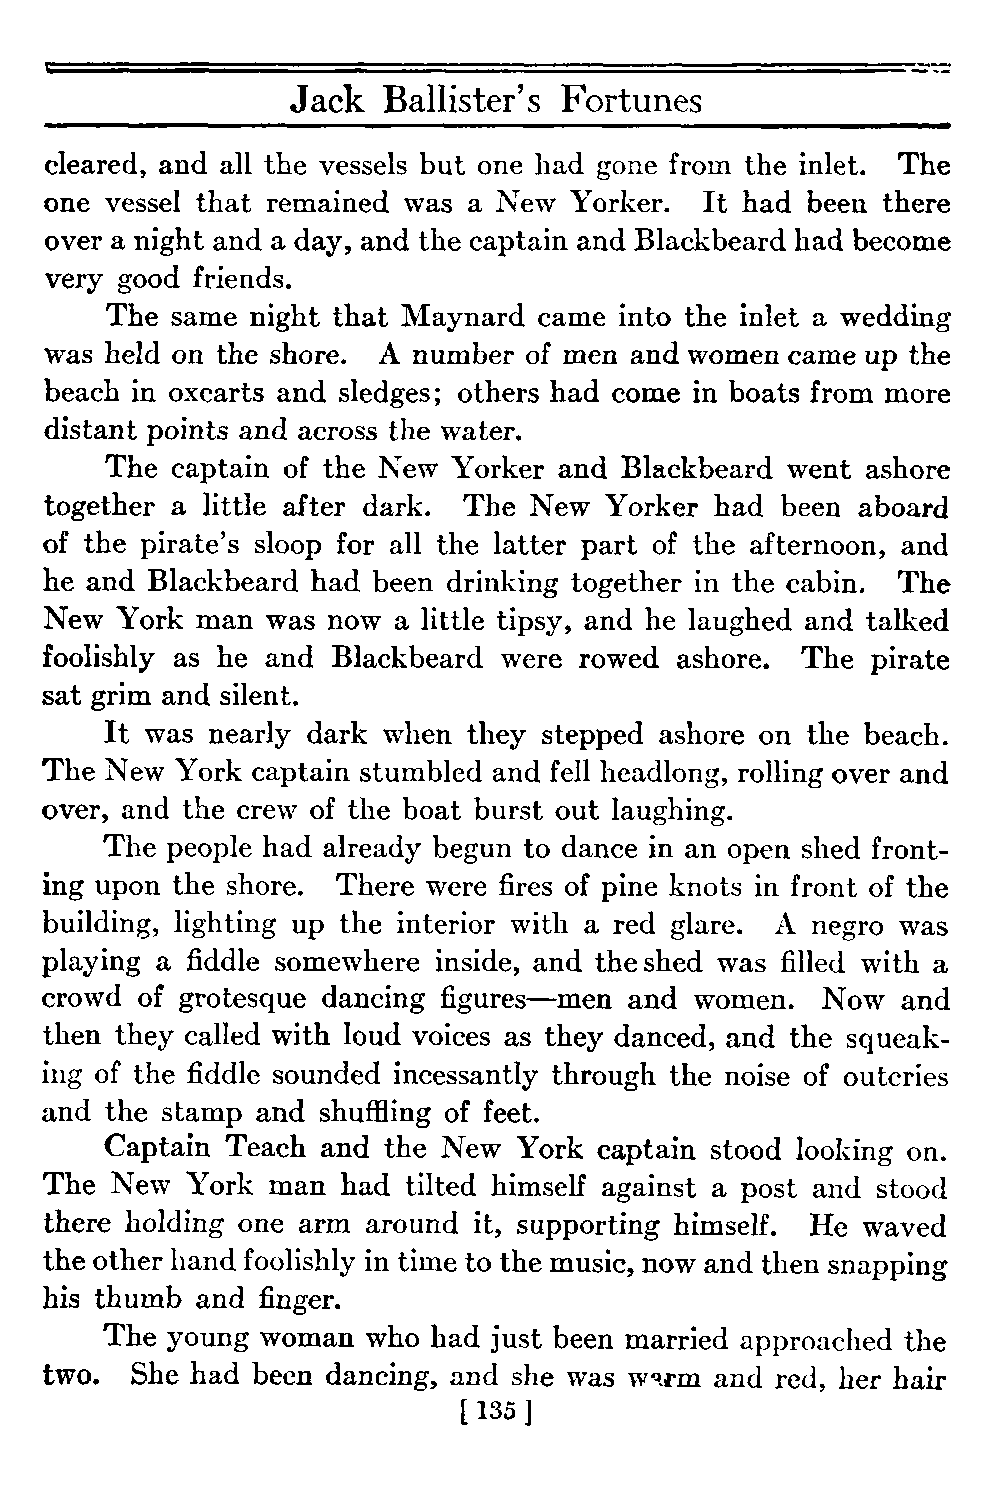 Jack Ballister's Fortunes
cleared, and all the vessels but one had gone from the inlet. The
one vessel that remained was a New Yorker. It had been there
over a night and a day, and the captain and Blackbeard had become
very good friends.
The same night that Maynard came into the inlet a wedding
was held on the shore. A number of men and women came up the
beach in oxcarts and sledges; others had come in boats from more
distant points and across the water.
The captain of the New Yorker and Blackbeard went ashore
together a little after dark. The New Yorker had been aboard
of the pirate's sloop for all the latter part of the afternoon, and
he and Blackbeard had been drinking together in the cabin. The
New York man was now a little tipsy, and he laughed and talked
foolishly as he and Blackbeard were rowed ashore. The pirate
sat grim and silent.
It was nearly dark when they stepped ashore on the beach.
The New York captain stumbled and fell headlong, rolling over and
over, and the crew of the boat burst out laughing.
The people had already begun to dance in an open shed front-
ing upon the shore. There were fires of pine knots in front of the
building, lighting up the interior with a red glare. A negro was
playing a fiddle somewhere inside, and the shed was filled with a
crowd of grotesque dancing figures—men and women. Now and
then they called with loud voices as they danced, and the squeak-
ing of the fiddle sounded incessantly through the noise of outcries
and the stamp and shuffling of feet.
Captain Teach and the New York captain stood looking on.
The New York man had tilted himself against a post and stood
there holding one arm around it, supporting himself. He waved
the other hand foolishly in time to the music, now and then snapping
his thumb and finger.
The young woman who had just been married approached the
two. She had been dancing, and she was warm and red, her hair
[ 135 ]